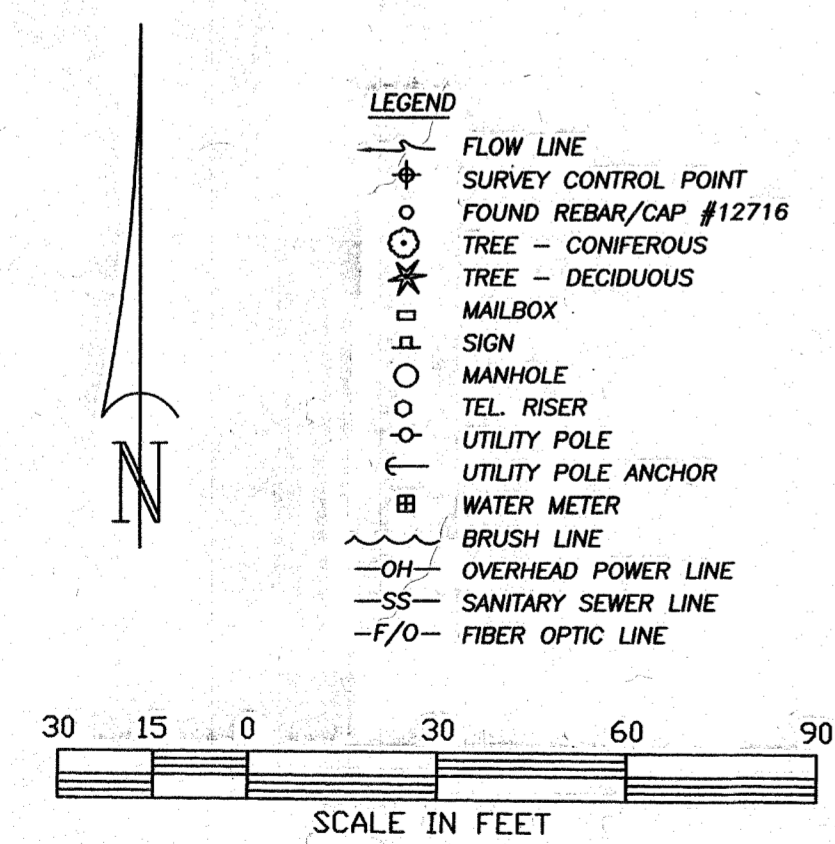 LEGEND
FLOW LINE
SURVEY CONTROL POINT
FOUND REBAR/CAP #12716
TREE – CONIFEROUS
TREE – DECIDUOUS
MAILBOX
SIGN
MANHOLE
TEL. RISER
UTILITY POLE
UTILITY POLE ANCHOR
WATER METER
BRUSH LINE
OH OVERHEAD POWER LINE
SS SANITARY SEWER LINE
F/O FIBER OPTIC LINE
N
30 15 0 30 60 90
SCALE IN FEET